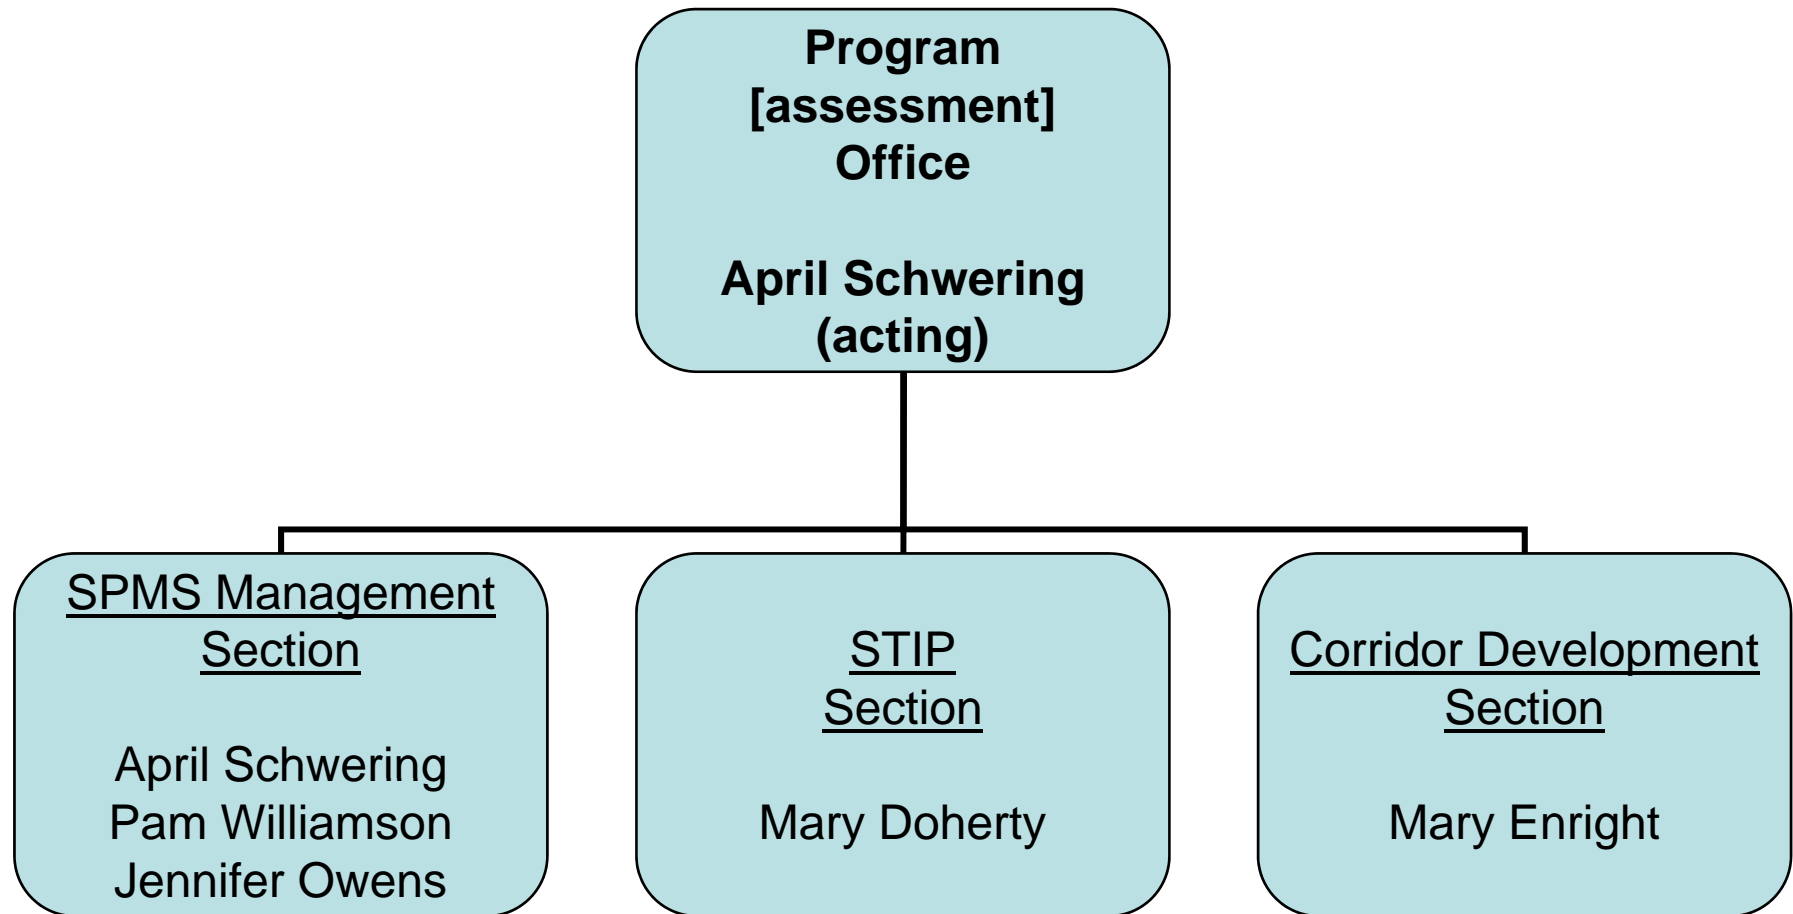 Program
[assessment]
Office
April Schwering
(acting)
SPMS Management
Section
April Schwering
Pam Williamson
Jennifer Owens
STIP
Section
Mary Doherty
Corridor Development
Section
Mary Enright